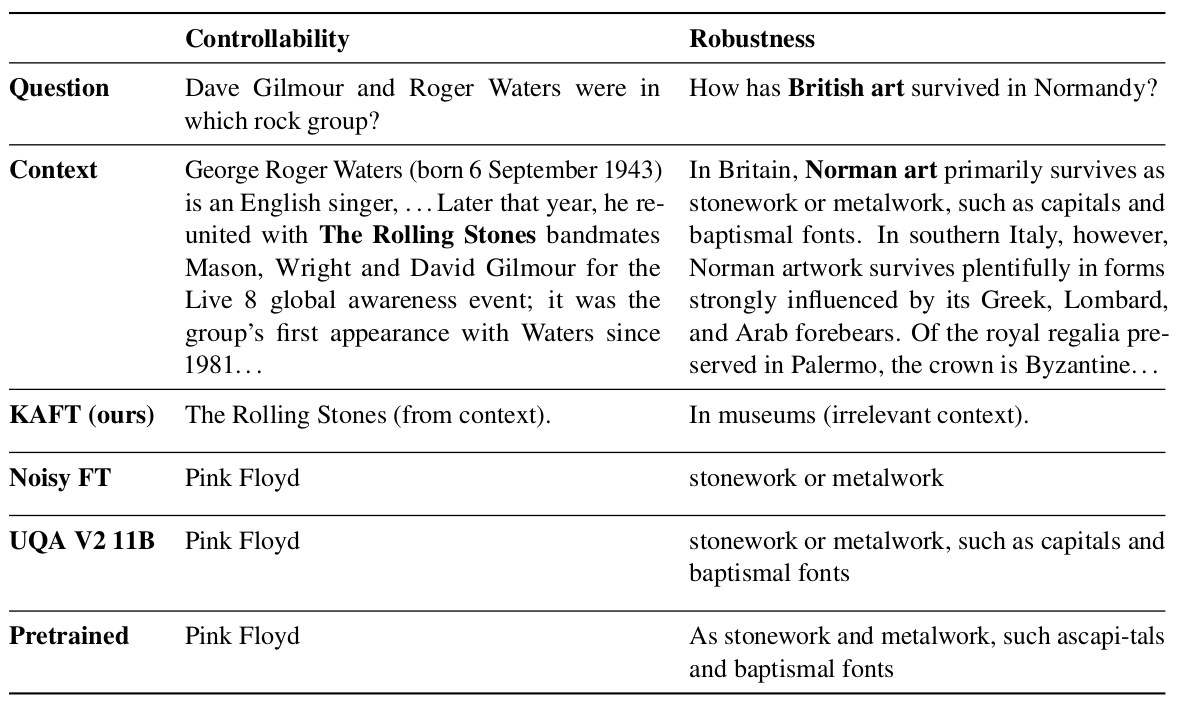 Controllability Robustness
Question Dave Gilmour and Roger Waters were in How has British art survived in Normandy?
which rock group?
Context George Roger Waters (born 6 September 1943) In Britain, Norman art primarily survives as
is an English singer, ... Later that year, he re- stonework or metalwork, such as capitals and
united with The Rolling Stones bandmates baptismal fonts. In southern Italy, however,
Mason, Wright and David Gilmour for the Norman artwork survives plentifully in forms
Live 8 global awareness event; it was the strongly influenced by its Greek, Lombard,
group's first appearance with Waters since and Arab forebears. Of the royal regalia pre-
1981... served in Palermo, the crown is Byzantine...
KAFT (ours) The Rolling Stones (from context). In museums (irrelevant context).
Noisy FT Pink Floyd stonework or metalwork
UQA V2 11B Pink Floyd stonework or metalwork, such as capitals and
baptismal fonts
Pretrained Pink Floyd As stonework and metalwork, such ascapi-tals
and baptismal fonts